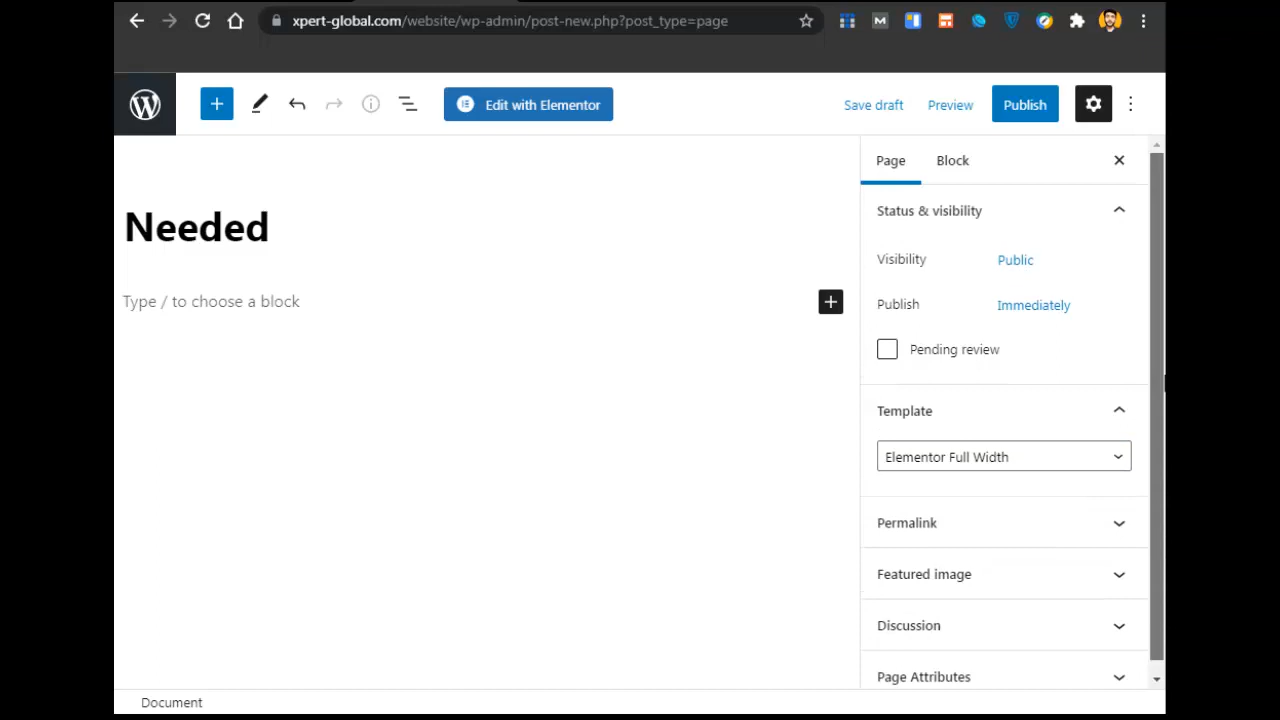 xpert-global.com/website/wp-admin/post-new.php?post_type=page
Edit with Elementor
Save draft
Preview
Publish
Page
Block
Needed
Type / to choose a block
Status & visibility
Visibility
Public
Publish
Immediately
Pending review
Template
Elementor Full Width
Permalink
Featured image
Discussion
Page Attributes
Document